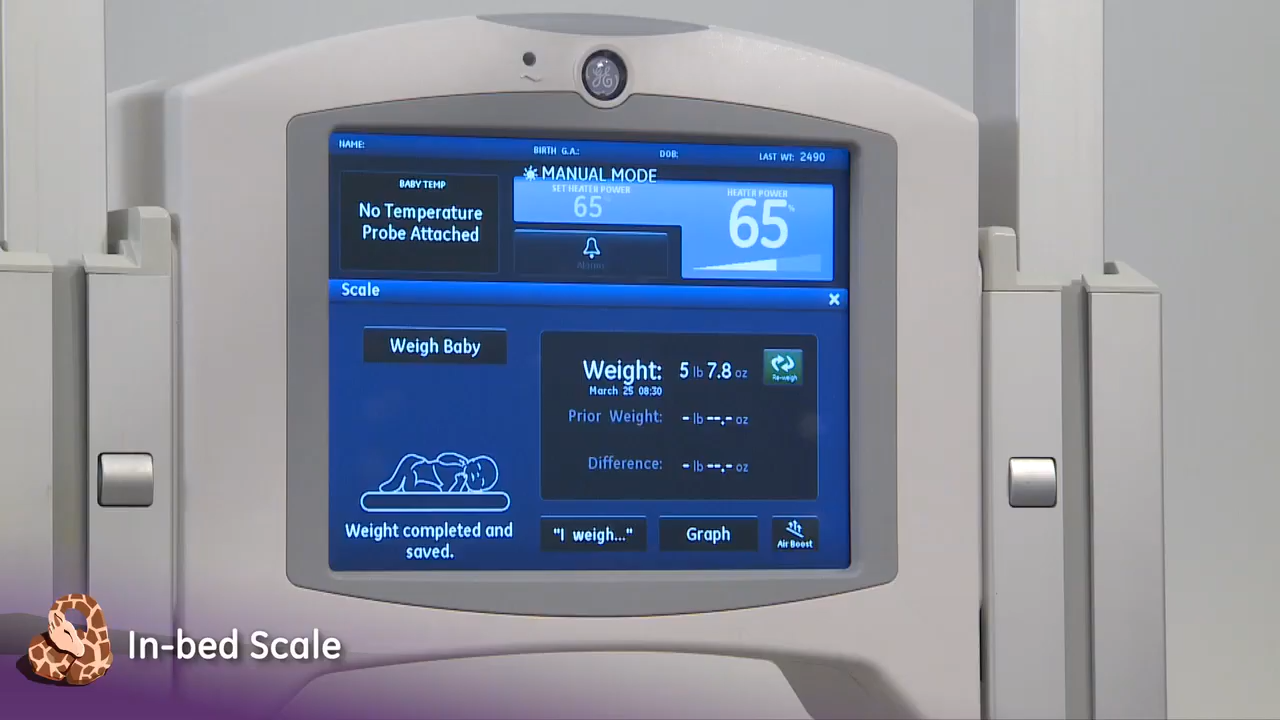 GE
NAME:
BIRTH G.A.:
DOB:
LAST WT: 2490
MANUAL MODE
BABY TEMP
No Temperature
Probe Attached
SET HEATER POWER
65
HEATER POWER
65%
Scale
Weigh Baby
Weight: 5 lb 7.8 oz
March 25 08:30
Re-weigh
Prior Weight: - lb --.- oz
Difference: - lb --.- oz
Weight completed and
saved.
"I weigh..."
Graph
Air Boost
In-bed Scale